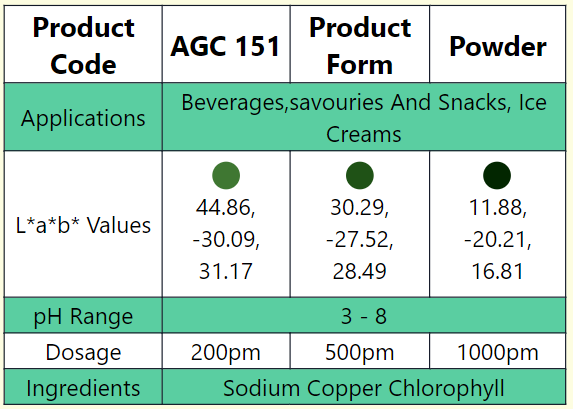 Product Code AGC 151 Product Form Powder
Applications Beverages,savouries And Snacks, Ice Creams
L*a*b* Values 44.86, -30.09, 31.17 30.29, -27.52, 28.49 11.88, -20.21, 16.81
pH Range 3 - 8
Dosage 200pm 500pm 1000pm
Ingredients Sodium Copper Chlorophyll